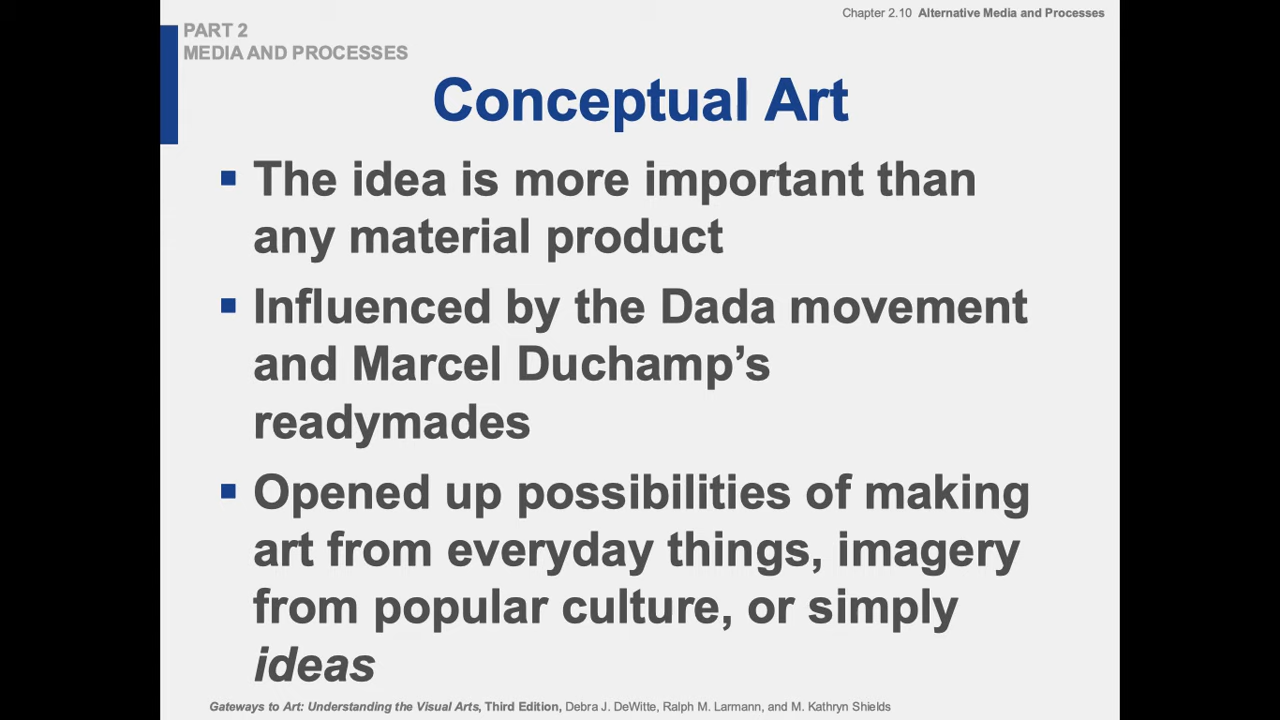 Chapter 2.10 Alternative Media and Processes
PART 2
MEDIA AND PROCESSES
Conceptual Art
▪ The idea is more important than
any material product
▪ Influenced by the Dada movement
and Marcel Duchamp’s
readymades
▪ Opened up possibilities of making
art from everyday things, imagery
from popular culture, or simply
ideas
Gateways to Art: Understanding the Visual Arts, Third Edition, Debra J. DeWitte, Ralph M. Larmann, and M. Kathryn Shields